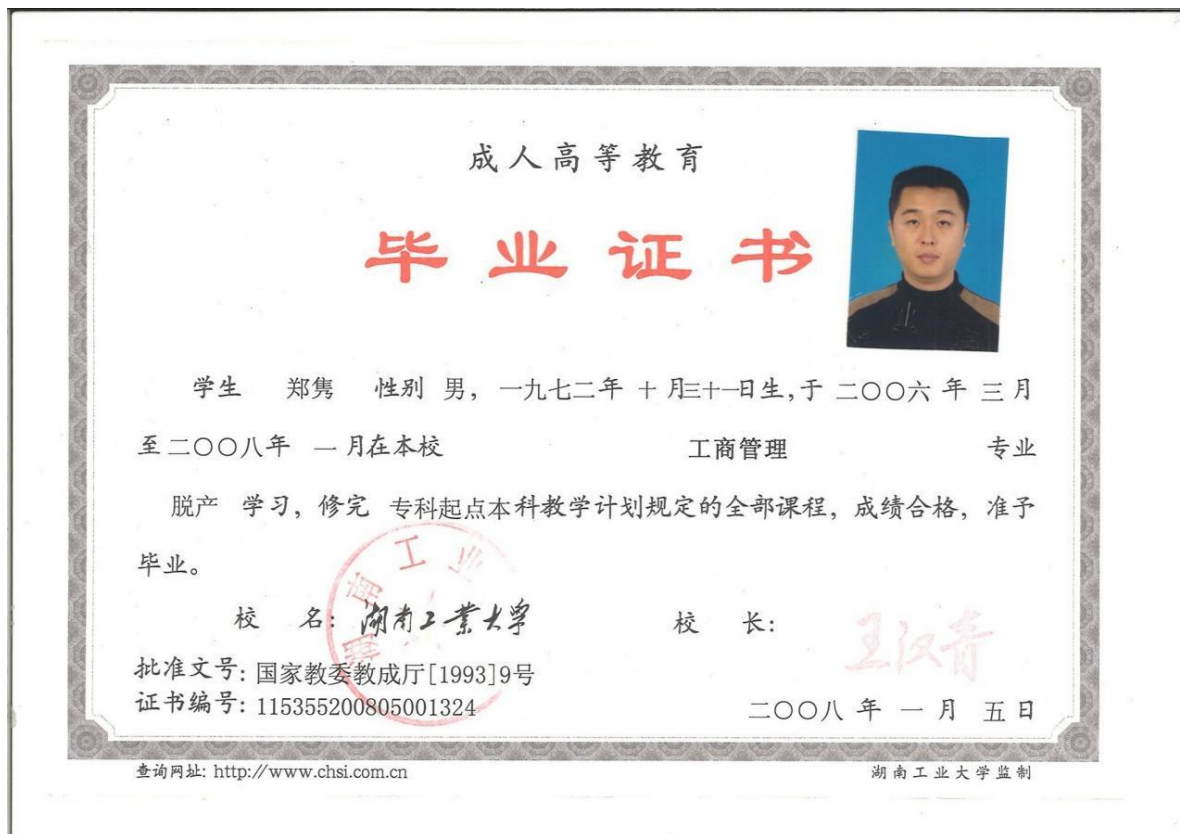 成人高等教育
毕业证书
学生 郑隽 性别 男，一九七二年 十 月三十一日生，于 二〇〇六 年 三 月
至二〇〇八年 一 月在本校 工商管理 专业
脱产 学习，修完 专科起点本科教学计划规定的全部课程，成绩合格，准予
毕业。
湖南工业
校 名：湖南工業大学 校 长：王汉青
批准文号：国家教委教成厅[1993]9号
证书编号：115355200805001324
二〇〇八 年 一 月 五 日
查询网址：http://www.chsi.com.cn 湖南工业大学监制